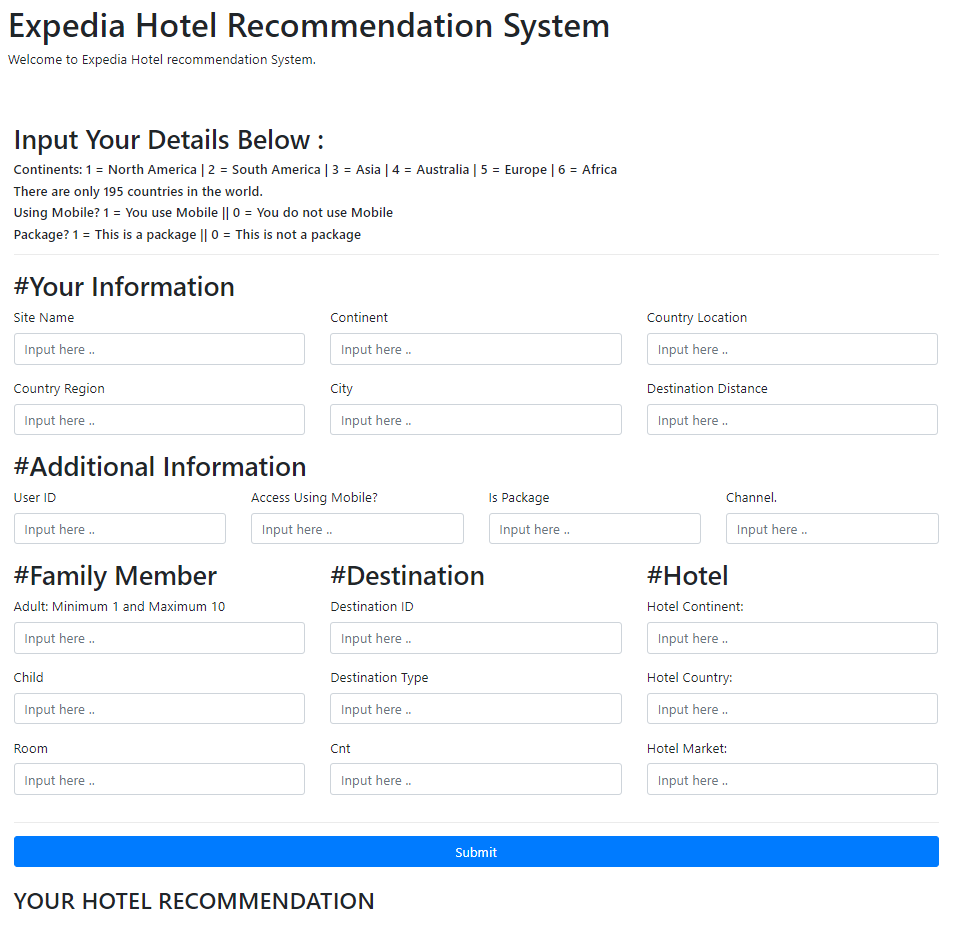 Expedia Hotel Recommendation System
Welcome to Expedia Hotel recommendation System.
Input Your Details Below :
Continents: 1 = North America | 2 = South America | 3 = Asia | 4 = Australia | 5 = Europe | 6 = Africa
There are only 195 countries in the world.
Using Mobile? 1 = You use Mobile || 0 = You do not use Mobile
Package? 1 = This is a package || 0 = This is not a package
#Your Information
Site Name Continent Country Location
Input here .. Input here .. Input here ..
Country Region City Destination Distance
Input here .. Input here .. Input here ..
#Additional Information
User ID Access Using Mobile? Is Package Channel.
Input here .. Input here .. Input here .. Input here ..
#Family Member #Destination #Hotel
Adult: Minimum 1 and Maximum 10 Destination ID Hotel Continent:
Input here .. Input here .. Input here ..
Child Destination Type Hotel Country:
Input here .. Input here .. Input here ..
Room Cnt Hotel Market:
Input here .. Input here .. Input here ..
Submit
YOUR HOTEL RECOMMENDATION